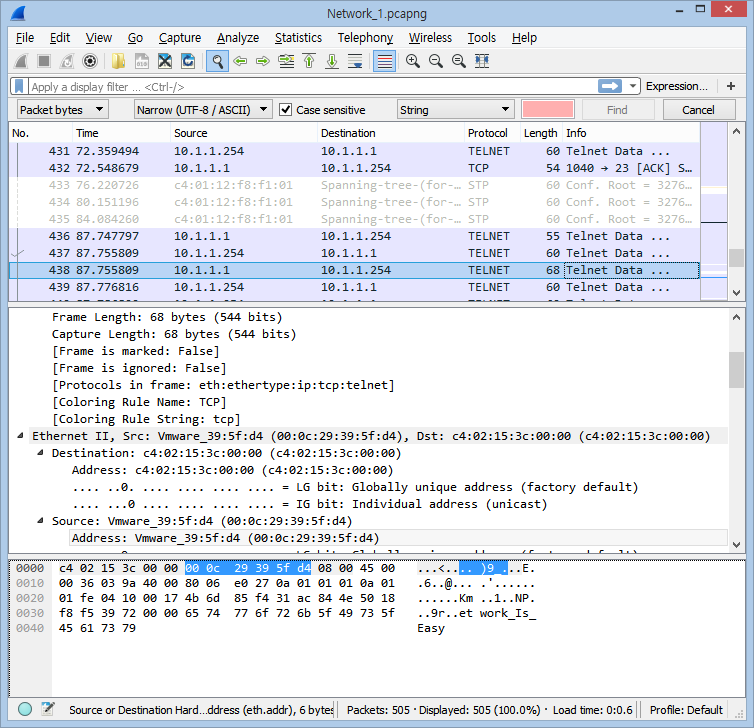 Network_1.pcapng
File Edit View Go Capture Analyze Statistics Telephony Wireless Tools Help
Apply a display filter ... <Ctrl-/> Expression... +
Packet bytes Narrow (UTF-8 / ASCII) Case sensitive String Find Cancel
No. Time Source Destination Protocol Length Info
431 72.359494 10.1.1.254 10.1.1.1 TELNET 60 Telnet Data ...
432 72.548679 10.1.1.1 10.1.1.254 TCP 54 1040 → 23 [ACK] S…
433 76.220726 c4:01:12:f8:f1:01 Spanning-tree-(for-… STP 60 Conf. Root = 3276…
434 80.151196 c4:01:12:f8:f1:01 Spanning-tree-(for-… STP 60 Conf. Root = 3276…
435 84.084260 c4:01:12:f8:f1:01 Spanning-tree-(for-… STP 60 Conf. Root = 3276…
436 87.747797 10.1.1.1 10.1.1.254 TELNET 55 Telnet Data ...
437 87.755809 10.1.1.254 10.1.1.1 TELNET 60 Telnet Data ...
438 87.755809 10.1.1.1 10.1.1.254 TELNET 68 Telnet Data ...
439 87.776816 10.1.1.254 10.1.1.1 TELNET 60 Telnet Data ...
Frame Length: 68 bytes (544 bits)
Capture Length: 68 bytes (544 bits)
[Frame is marked: False]
[Frame is ignored: False]
[Protocols in frame: eth:ethertype:ip:tcp:telnet]
[Coloring Rule Name: TCP]
[Coloring Rule String: tcp]
Ethernet II, Src: Vmware_39:5f:d4 (00:0c:29:39:5f:d4), Dst: c4:02:15:3c:00:00 (c4:02:15:3c:00:00)
Destination: c4:02:15:3c:00:00 (c4:02:15:3c:00:00)
Address: c4:02:15:3c:00:00 (c4:02:15:3c:00:00)
.... ..0. .... .... .... .... = LG bit: Globally unique address (factory default)
.... ...0 .... .... .... .... = IG bit: Individual address (unicast)
Source: Vmware_39:5f:d4 (00:0c:29:39:5f:d4)
Address: Vmware_39:5f:d4 (00:0c:29:39:5f:d4)
0000 c4 02 15 3c 00 00 00 0c 29 39 5f d4 08 00 45 00 ...<.... )9_...E.
0010 00 36 03 9a 40 00 80 06 e0 27 0a 01 01 01 0a 01 .6..@... .'......
0020 01 fe 04 10 00 17 4b 6d 85 f4 31 ac 84 4e 50 18 ......Km ..1..NP.
0030 f8 f5 39 72 00 00 65 74 77 6f 72 6b 5f 49 73 5f ..9r..et work_Is_
0040 45 61 73 79 Easy
Source or Destination Hard...ddress (eth.addr), 6 bytes Packets: 505 · Displayed: 505 (100.0%) · Load time: 0:0.6 Profile: Default